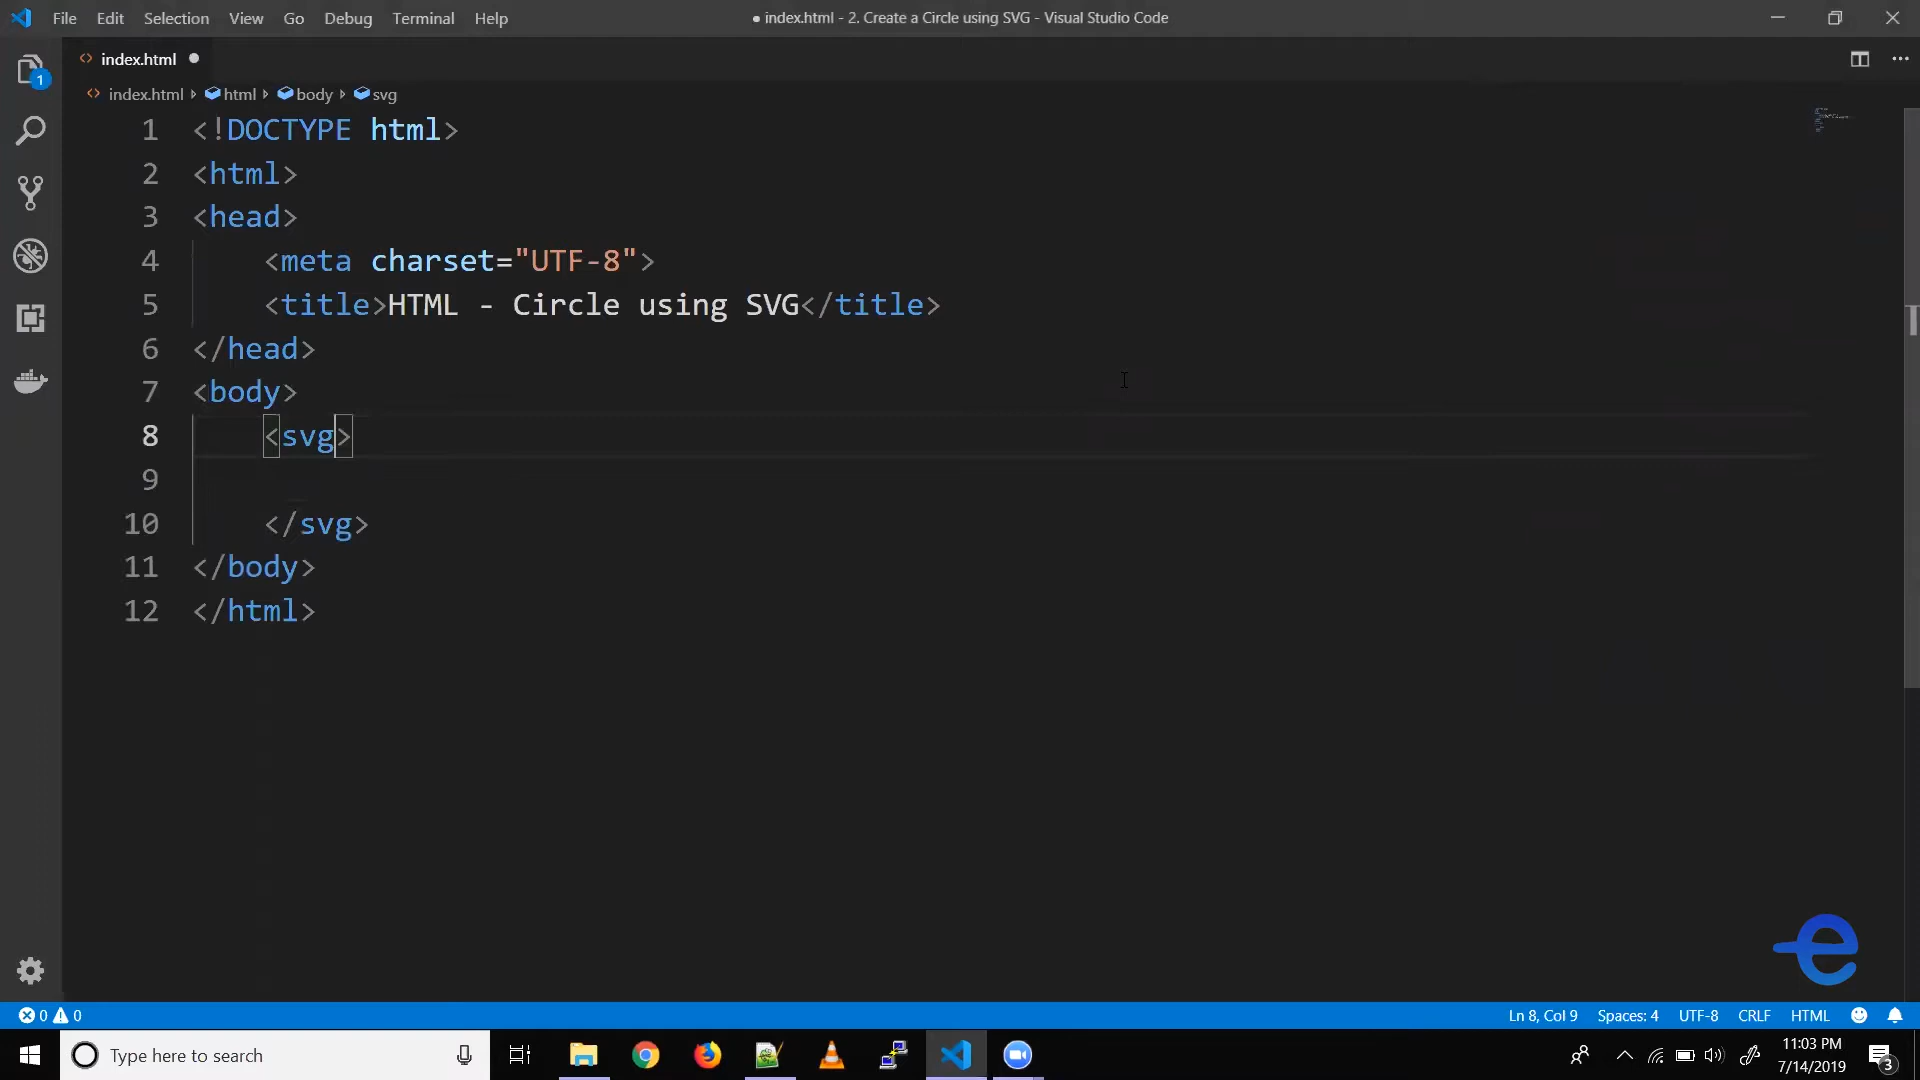 File Edit Selection View Go Debug Terminal Help
● index.html - 2. Create a Circle using SVG - Visual Studio Code
index.html
1
index.html html body svg
1 <!DOCTYPE html>
2 <html>
3 <head>
4 <meta charset="UTF-8">
5 <title>HTML - Circle using SVG</title>
6 </head>
7 <body>
8 <svg>
9
10 </svg>
11 </body>
12 </html>
e
0 0
Ln 8, Col 9 Spaces: 4 UTF-8 CRLF HTML
Type here to search
11:03 PM
7/14/2019
3